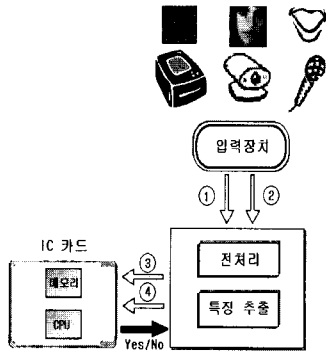 입력장치
① ②
IC 카드
전처리
③
메모리
④
특징 추출
CPU
Yes/No